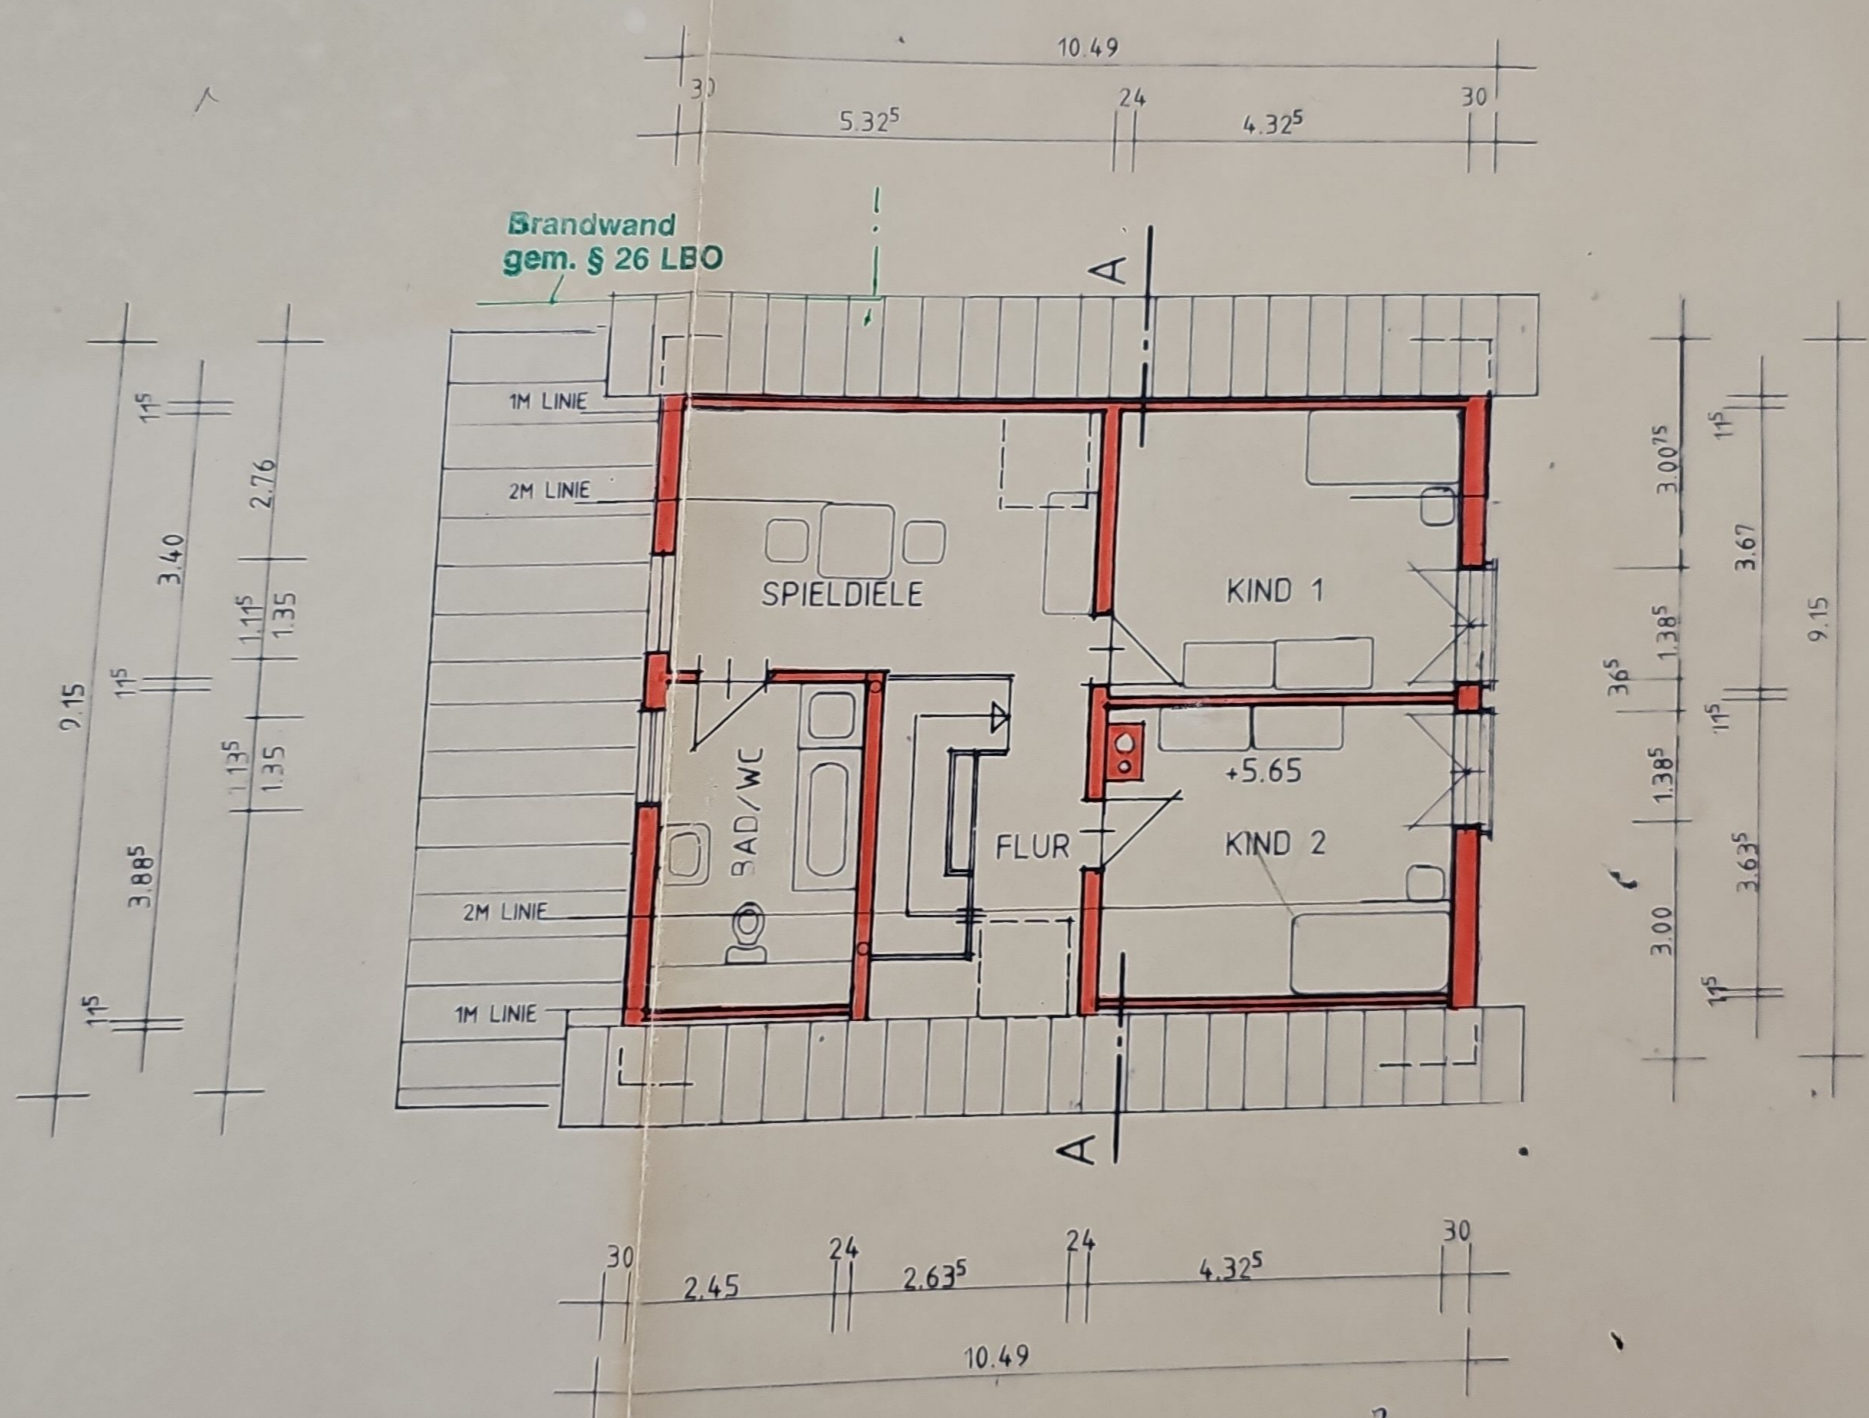 10.49
30
24
30
5.32⁵
4.32⁵
Brandwand
gem. § 26 LBO
A
1M LINIE
2M LINIE
SPIELDIELE
KIND 1
BAD/WC
+5.65
FLUR
KIND 2
2M LINIE
1M LINIE
A
9.15
11⁵
3.40
11⁵
3.88⁵
11⁵
2.76
1.11⁵
1.35
1.13⁵
1.35
3.00⁷⁵
1.38⁵
36⁵
1.38⁵
3.00
11⁵
3.67
11⁵
3.63⁵
11⁵
9.15
30
24
24
30
2.45
2.63⁵
4.32⁵
10.49